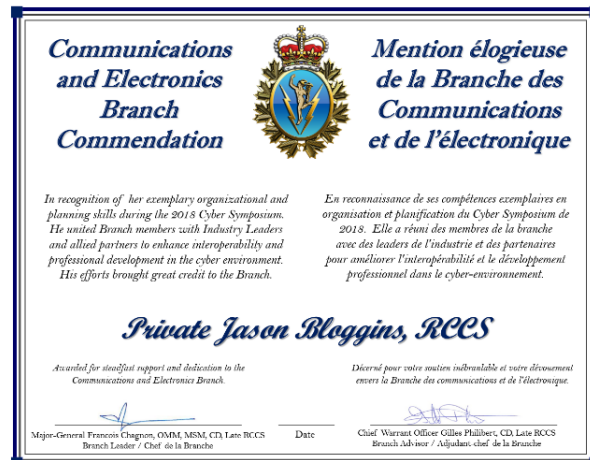 Communications
and Electronics
Branch
Commendation
Mention élogieuse
de la Branche des
Communications
et de l'électronique
In recognition of her exemplary organizational and
planning skills during the 2018 Cyber Symposium.
He united Branch members with Industry Leaders
and allied partners to enhance interoperability and
professional development in the cyber environment.
His efforts brought great credit to the Branch.
En reconnaissance de ses compétences exemplaires en
organisation et planification du Cyber Symposium de
2018. Elle a réuni des membres de la branche
avec des leaders de l'industrie et des partenaires
pour améliorer l'interopérabilité et le développement
professionnel dans le cyber-environnement.
Private Jason Bloggins, RCCS
Awarded for steadfast support and dedication to the
Communications and Electronics Branch.
Décerné pour votre soutien inébranlable et votre dévouement
envers la Branche des communications et de l'électronique.
Major-General Francois Chagnon, OMM, MSM, CD, Late RCCS
Branch Leader / Chef de la Branche
Date
Chief Warrant Officer Gilles Philibert, CD, Late RCCS
Branch Advisor / Adjudant-chef de la Branche